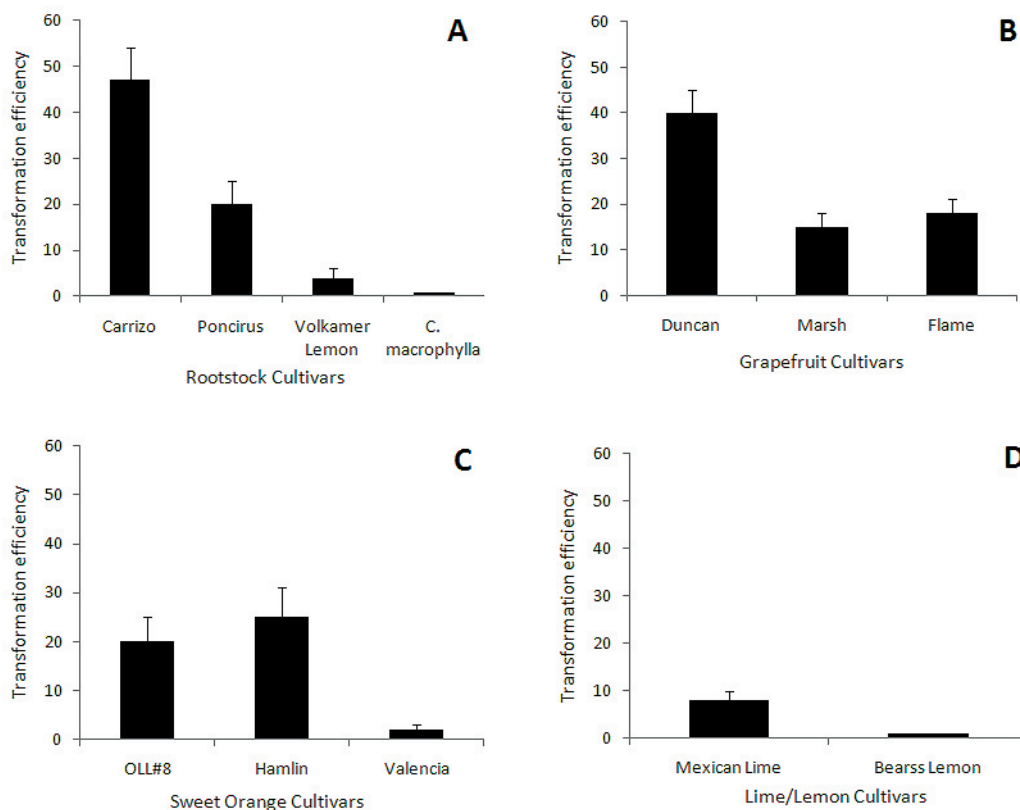 A
Transformation efficiency
60
50
40
30
20
10
0
Carrizo
Poncirus
Volkamer
Lemon
C.
macrophylla
Rootstock Cultivars
B
Transformation efficiency
60
50
40
30
20
10
0
Duncan
Marsh
Flame
Grapefruit Cultivars
C
Transformation efficiency
60
50
40
30
20
10
0
OLL#8
Hamlin
Valencia
Sweet Orange Cultivars
D
Transformation efficiency
60
50
40
30
20
10
0
Mexican Lime
Bearss Lemon
Lime/Lemon Cultivars